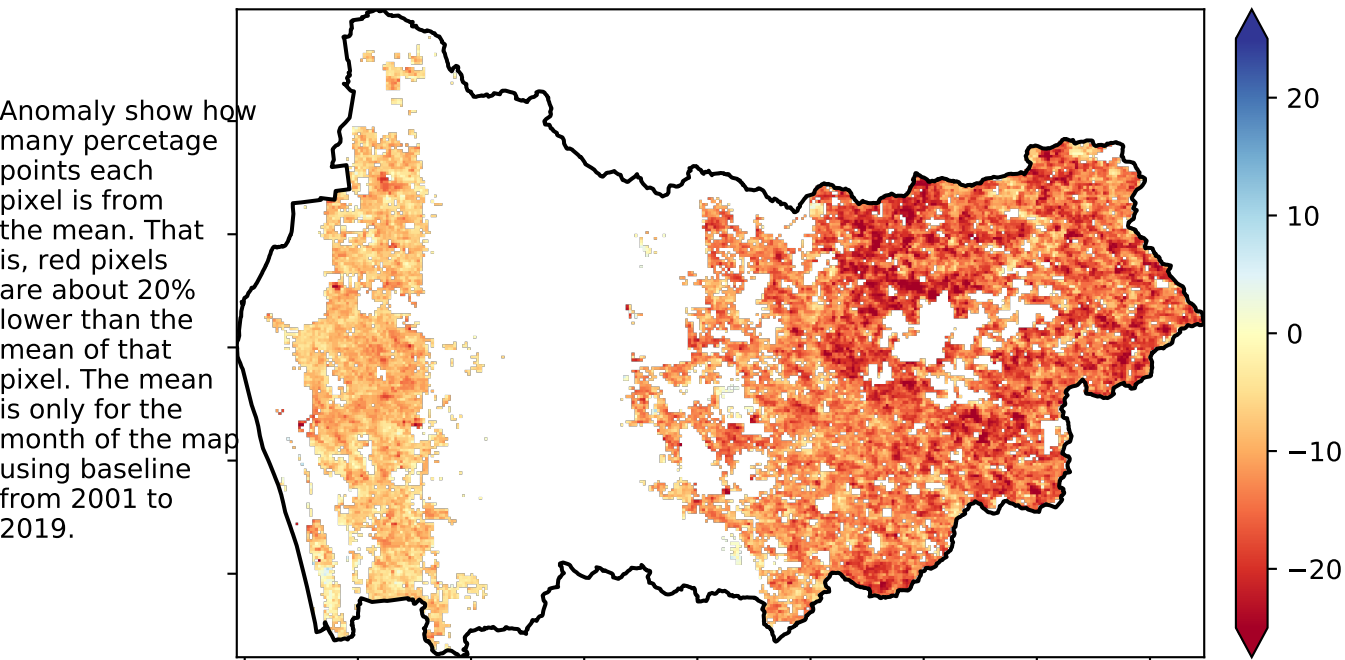 Anomaly show how
many percetage
points each
pixel is from
the mean. That
is, red pixels
are about 20%
lower than the
mean of that
pixel. The mean
is only for the
month of the map
using baseline
from 2001 to
2019.
20
10
0
−10
−20